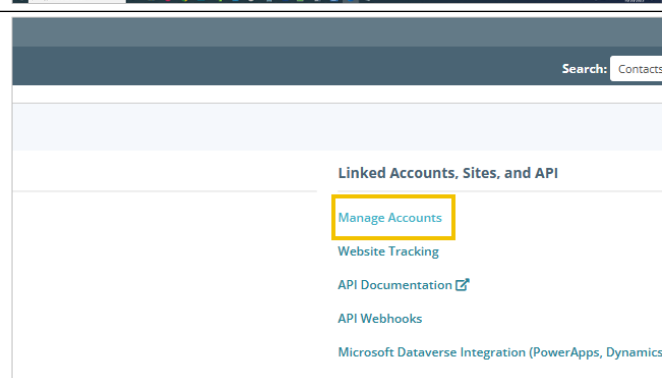 Search: Contacts
Linked Accounts, Sites, and API
Manage Accounts
Website Tracking
API Documentation
API Webhooks
Microsoft Dataverse Integration (PowerApps, Dynamics